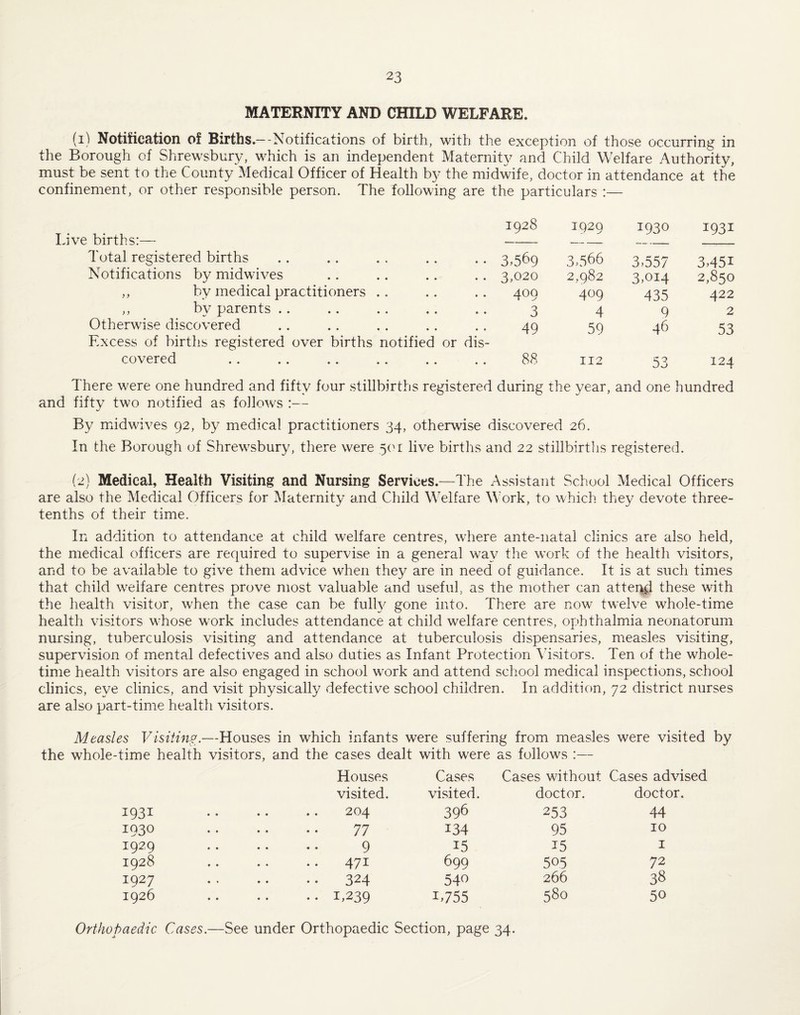 23
MATERNITY AND CHILD WELFARE.
(1) Notification of Births.--Notifications of birth, with the exception of those occurring in
the Borough of Shrewsbury, which is an independent Maternity and Child Welfare Authority,
must be sent to the County Medical Officer of Health by the midwife, doctor in attendance at the
confinement, or other responsible person. The following are the particulars :—
1928 1929 1930 1931
Live births:—
Total registered births .. .. .. .. .. 3,569 3,566 3,557 3,451
Notifications by midwives .. .. .. .. 3,020 2,982 3,014 2,850
,, by medical practitioners .. .. .. 409 409 435 422
,, by parents .. .. .. .. .. 3 4 9 2
Otherwise discovered .. .. .. .. .. 49 59 46 53
Excess of births registered over births notified or dis-
covered .. .. .. .. .. .. 88 112 53 124
There were one hundred and fifty four stillbirths registered during the year, and one hundred
and fifty two notified as follows :—
By midwives 92, by medical practitioners 34, otherwise discovered 26.
In the Borough of Shrewsbury, there were 501 live births and 22 stillbirths registered.
(2) Medical, Health Visiting and Nursing Services.—The Assistant School Medical Officers
are also the Medical Officers for Maternity and Child Welfare Work, to which they devote three-
tenths of their time.
In addition to attendance at child welfare centres, where ante-natal clinics are also held,
the medical officers are required to supervise in a general way the work of the health visitors,
and to be available to give them advice when they are in need of guidance. It is at such times
that child welfare centres prove most valuable and useful, as the mother can attend these with
the health visitor, when the case can be fully gone into. There are now twelve whole-time
health visitors whose work includes attendance at child welfare centres, ophthalmia neonatorum
nursing, tuberculosis visiting and attendance at tuberculosis dispensaries, measles visiting,
supervision of mental defectives and also duties as Infant Protection Visitors. Ten of the whole-
time health visitors are also engaged in school work and attend school medical inspections, school
clinics, eye clinics, and visit physically defective school children. In addition, 72 district nurses
are also part-time health visitors.
Measles Visiting.—Houses in which infants were suffering from measles were visited by
the whole-time health visitors, and the cases dealt with were as follows :—
Houses Cases Cases without Cases advised
visited. visited. doctor. doctor.
1931 .. .. .. 204 396 253 44
1930 .. .. .. 77 134 95 10
1929 .. .. .. 9 15 15 1
1928 .. .. .. 471 699 505 72
1927 .. .. .. 324 540 266 38
1926 .. .. .. 1,239 1,755 580 50
Orthopaedic Cases.—See under Orthopaedic Section, page 34.